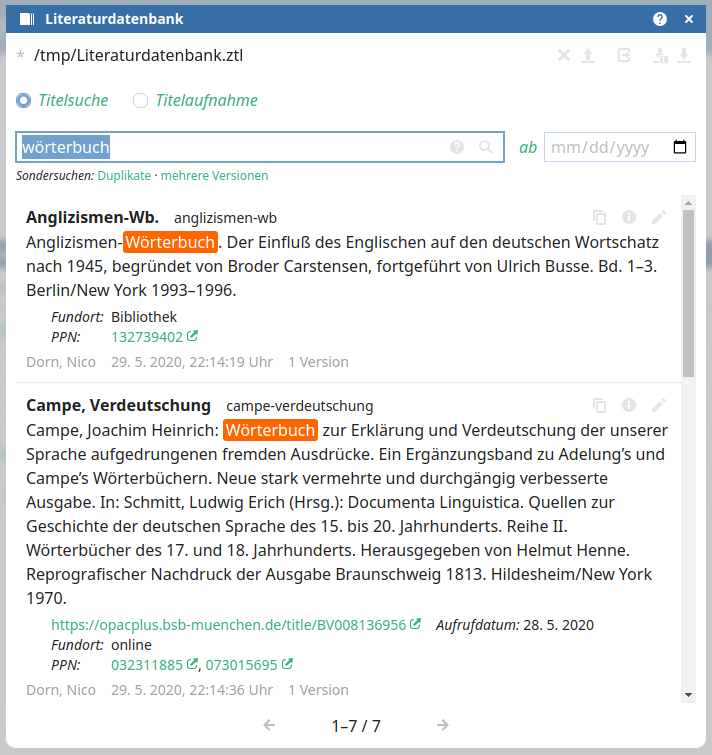 Literaturdatenbank
* /tmp/Literaturdatenbank.ztl
Titelsuche Titelaufnahme
wörterbuch ab mm/dd/yyyy
Sondersuchen: Duplikate · mehrere Versionen
Anglizismen-Wb. anglizismen-wb
Anglizismen-Wörterbuch. Der Einfluß des Englischen auf den deutschen Wortschatz
nach 1945, begründet von Broder Carstensen, fortgeführt von Ulrich Busse. Bd. 1–3.
Berlin/New York 1993–1996.
Fundort: Bibliothek
PPN: 132739402
Dorn, Nico 29. 5. 2020, 22:14:19 Uhr 1 Version
Campe, Verdeutschung campe-verdeutschung
Campe, Joachim Heinrich: Wörterbuch zur Erklärung und Verdeutschung der unserer
Sprache aufgedrungenen fremden Ausdrücke. Ein Ergänzungsband zu Adelung’s und
Campe’s Wörterbüchern. Neue stark vermehrte und durchgängig verbesserte
Ausgabe. In: Schmitt, Ludwig Erich (Hrsg.): Documenta Linguistica. Quellen zur
Geschichte der deutschen Sprache des 15. bis 20. Jahrhunderts. Reihe II.
Wörterbücher des 17. und 18. Jahrhunderts. Herausgegeben von Helmut Henne.
Reprografischer Nachdruck der Ausgabe Braunschweig 1813. Hildesheim/New York
1970.
https://opacplus.bsb-muenchen.de/title/BV008136956 Aufrufdatum: 28. 5. 2020
Fundort: online
PPN: 032311885, 073015695
Dorn, Nico 29. 5. 2020, 22:14:36 Uhr 1 Version
1–7 / 7